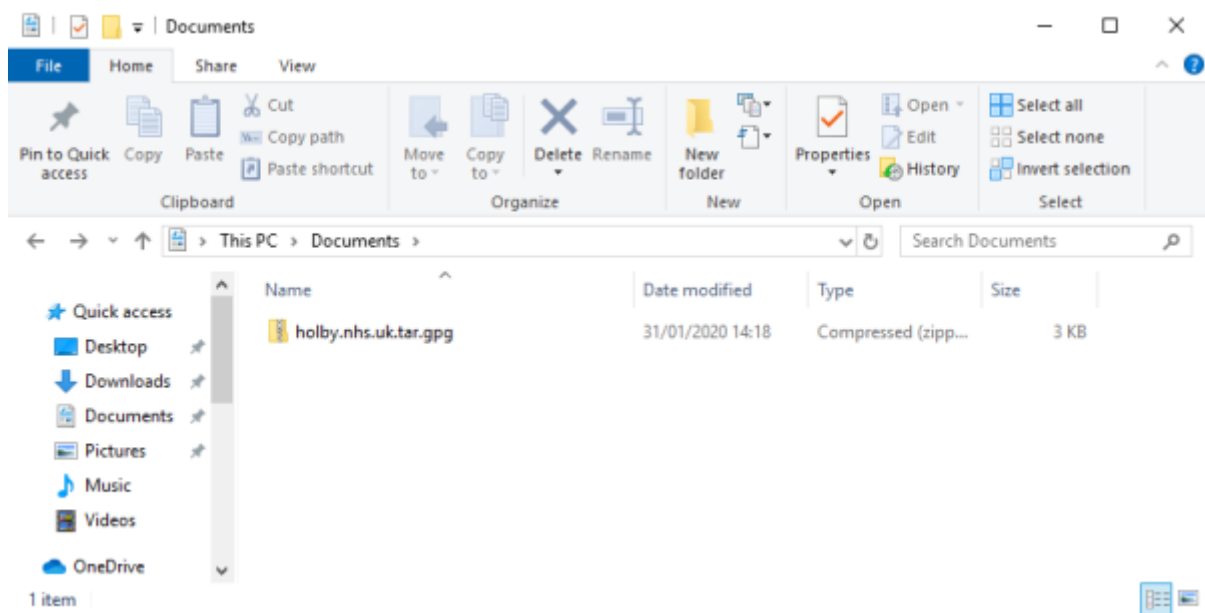 Documents
File Home Share View
Pin to Quick access
Copy
Paste
Cut
Copy path
Paste shortcut
Clipboard
Move to
Copy to
Delete
Rename
Organize
New folder
New
Properties
Open
Edit
History
Open
Select all
Select none
Invert selection
Select
This PC > Documents >
Search Documents
Name Date modified Type Size
holby.nhs.uk.tar.gpg 31/01/2020 14:18 Compressed (zipp... 3 KB
Quick access
Desktop
Downloads
Documents
Pictures
Music
Videos
OneDrive
1 item